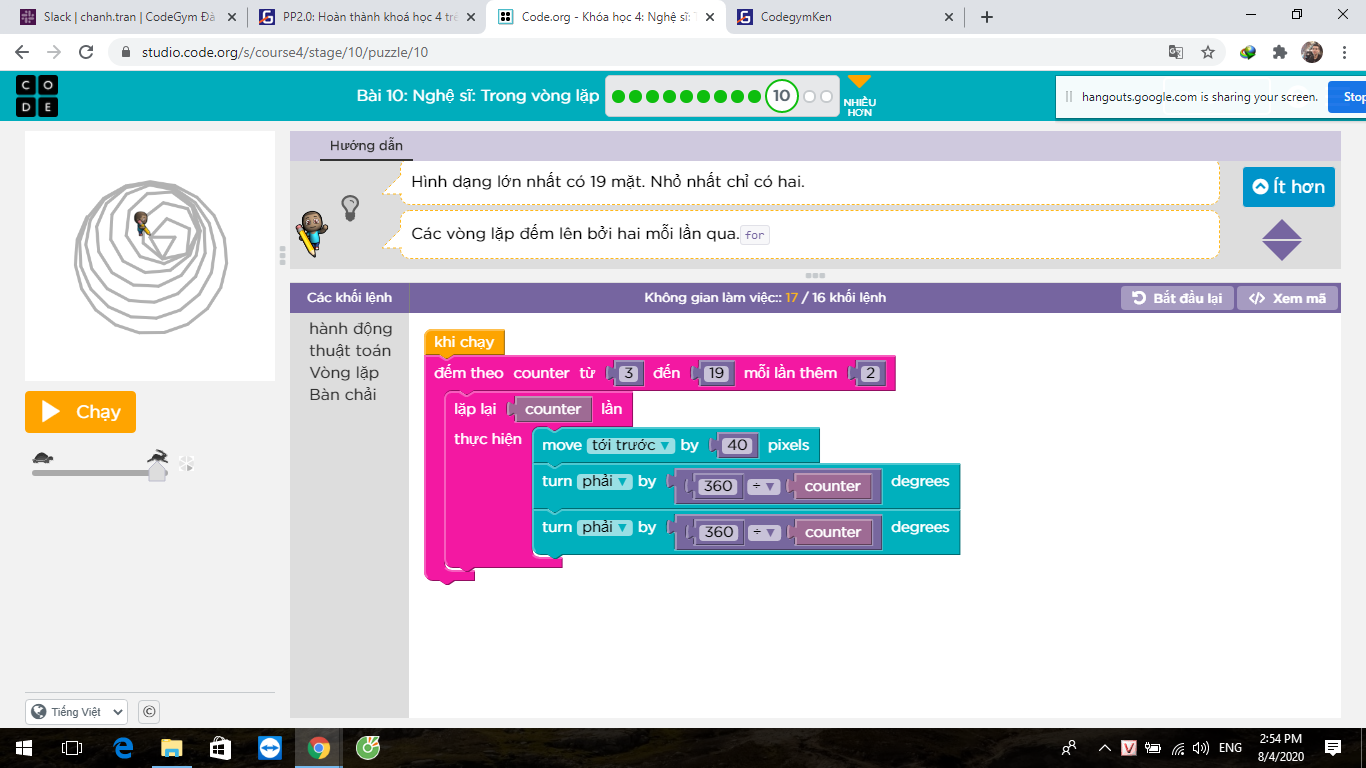 Slack | chanh.tran | CodeGym Đà
PP2.0: Hoàn thành khoá học 4 trê
Code.org - Khóa học 4: Nghệ sĩ: T
CodegymKen
studio.code.org/s/course4/stage/10/puzzle/10
C O
D E
Bài 10: Nghệ sĩ: Trong vòng lặp
10
NHIỀU
HƠN
hangouts.google.com is sharing your screen.
Stop
Hướng dẫn
Hình dạng lớn nhất có 19 mặt. Nhỏ nhất chỉ có hai.
Ít hơn
Các vòng lặp đếm lên bởi hai mỗi lần qua. for
Các khối lệnh
Không gian làm việc:: 17 / 16 khối lệnh
Bắt đầu lại
Xem mã
hành động
thuật toán
Vòng lặp
Bàn chải
khi chạy
đếm theo counter từ 3 đến 19 mỗi lần thêm 2
lặp lại counter lần
thực hiện
move tới trước ▼ by 40 pixels
turn phải ▼ by 360 ÷ ▼ counter degrees
turn phải ▼ by 360 ÷ ▼ counter degrees
Chạy
Tiếng Việt
©
ENG
2:54 PM
8/4/2020